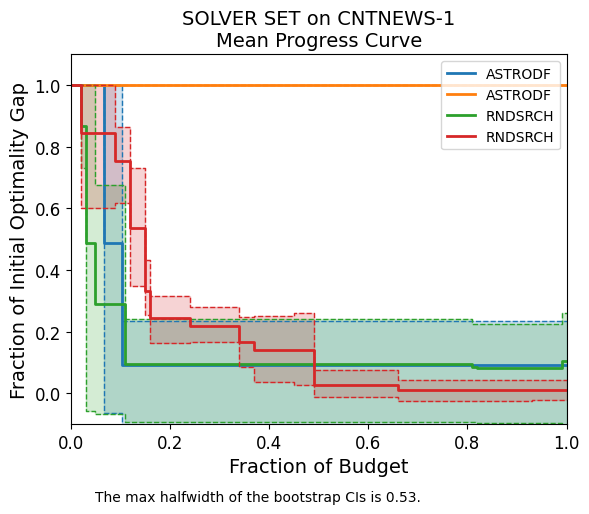 SOLVER SET on CNTNEWS-1
Mean Progress Curve
Fraction of Initial Optimality Gap
1.0
0.8
0.6
0.4
0.2
0.0
ASTRODF
ASTRODF
RNDSRCH
RNDSRCH
0.0 0.2 0.4 0.6 0.8 1.0
Fraction of Budget
The max halfwidth of the bootstrap CIs is 0.53.